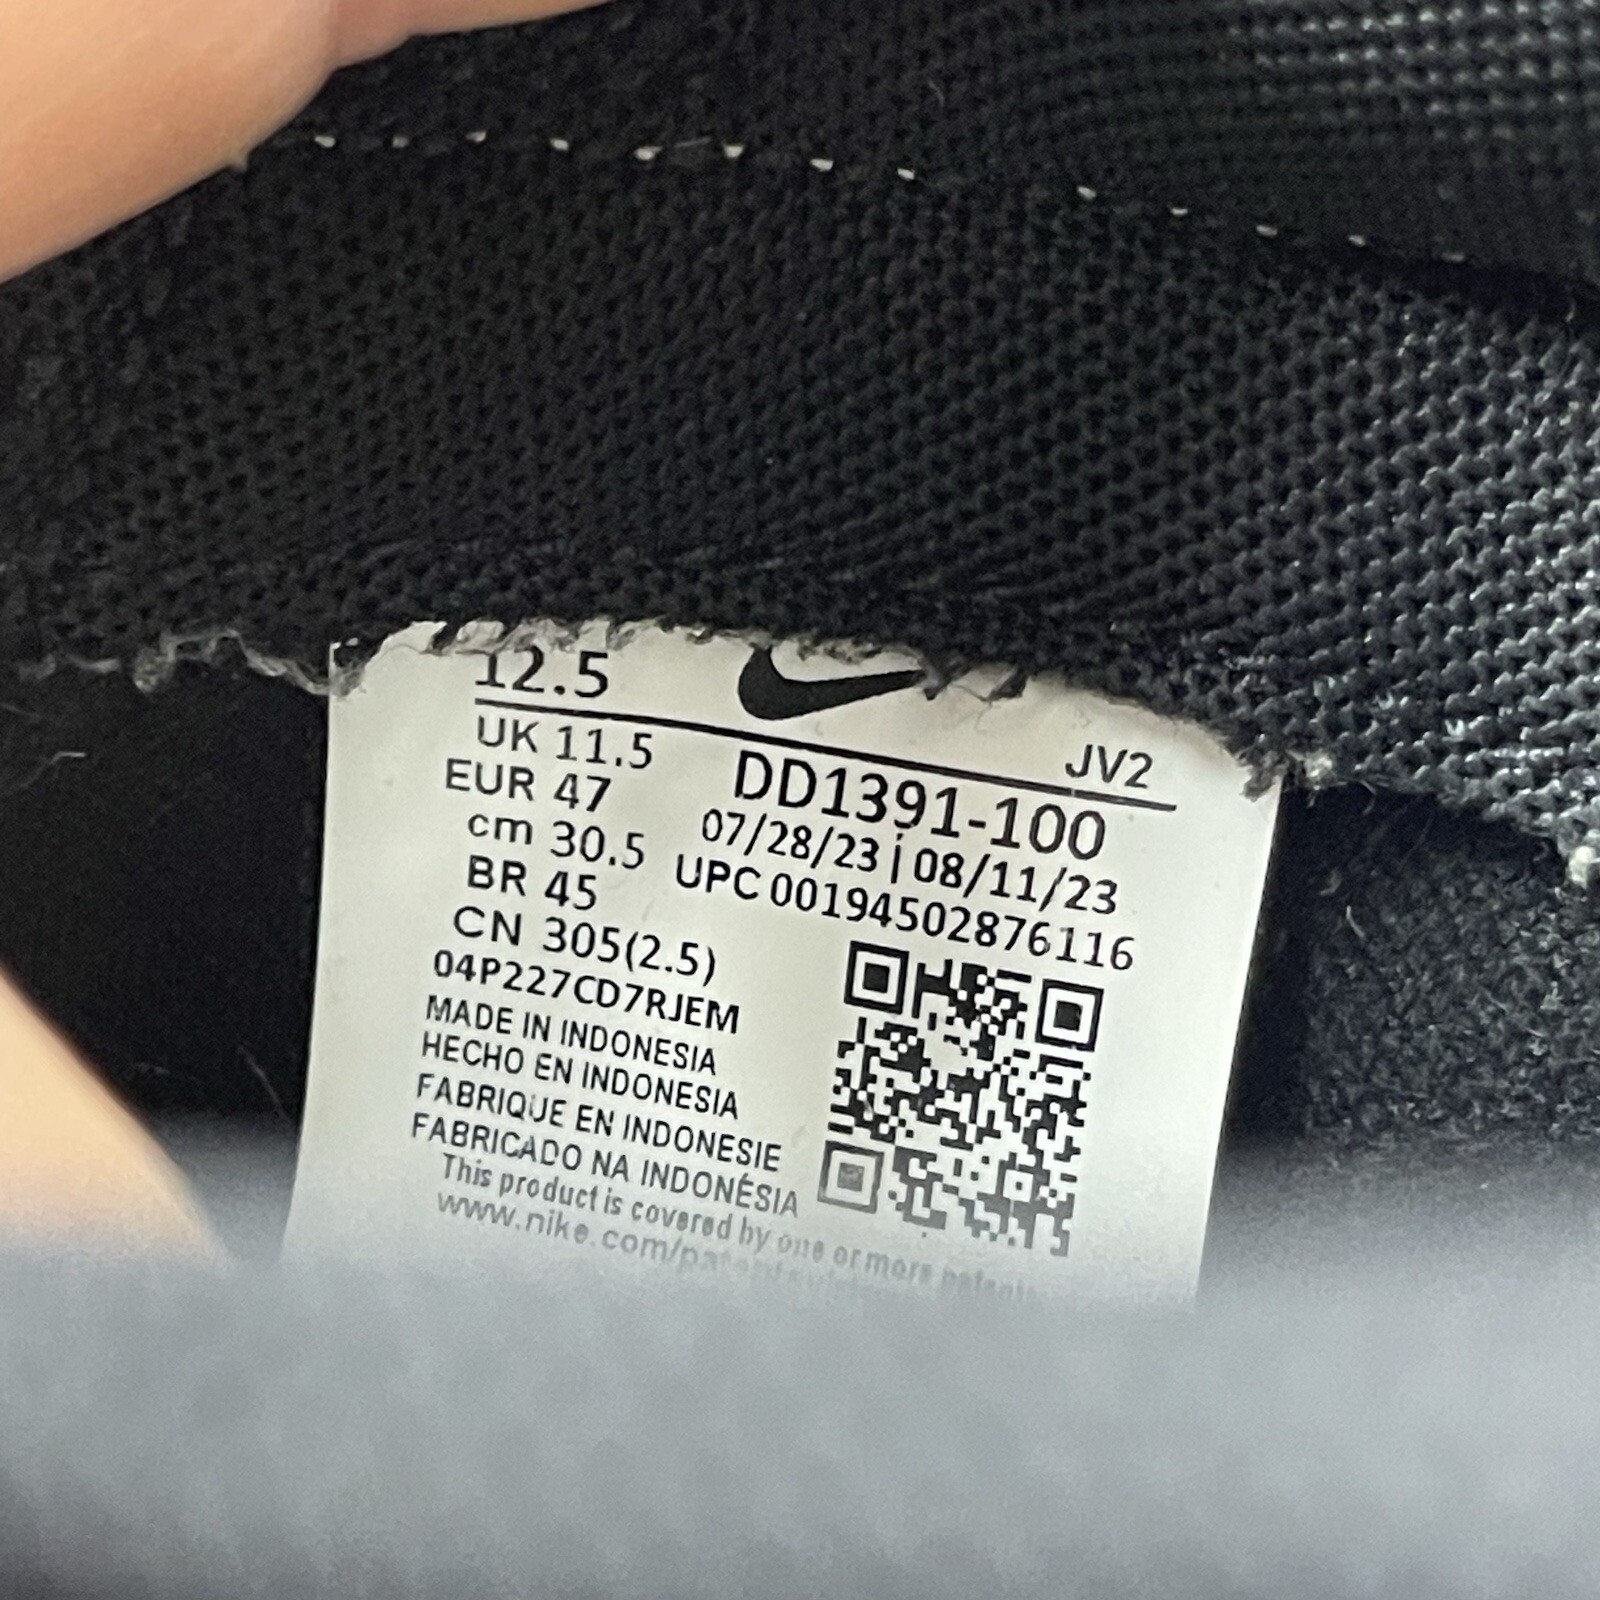 12.5
JV2
UK 11.5
EUR 47
cm 30.5
BR 45
CN 305(2.5)
DD1391-100
07/28/23 | 08/11/23
UPC 00194502876116
04P227CD7RJEM
MADE IN INDONESIA
HECHO EN INDONESIA
FABRIQUE EN INDONESIE
FABRICADO NA INDONÉSIA
This product is covered by one or more patents
www.nike.com/patents